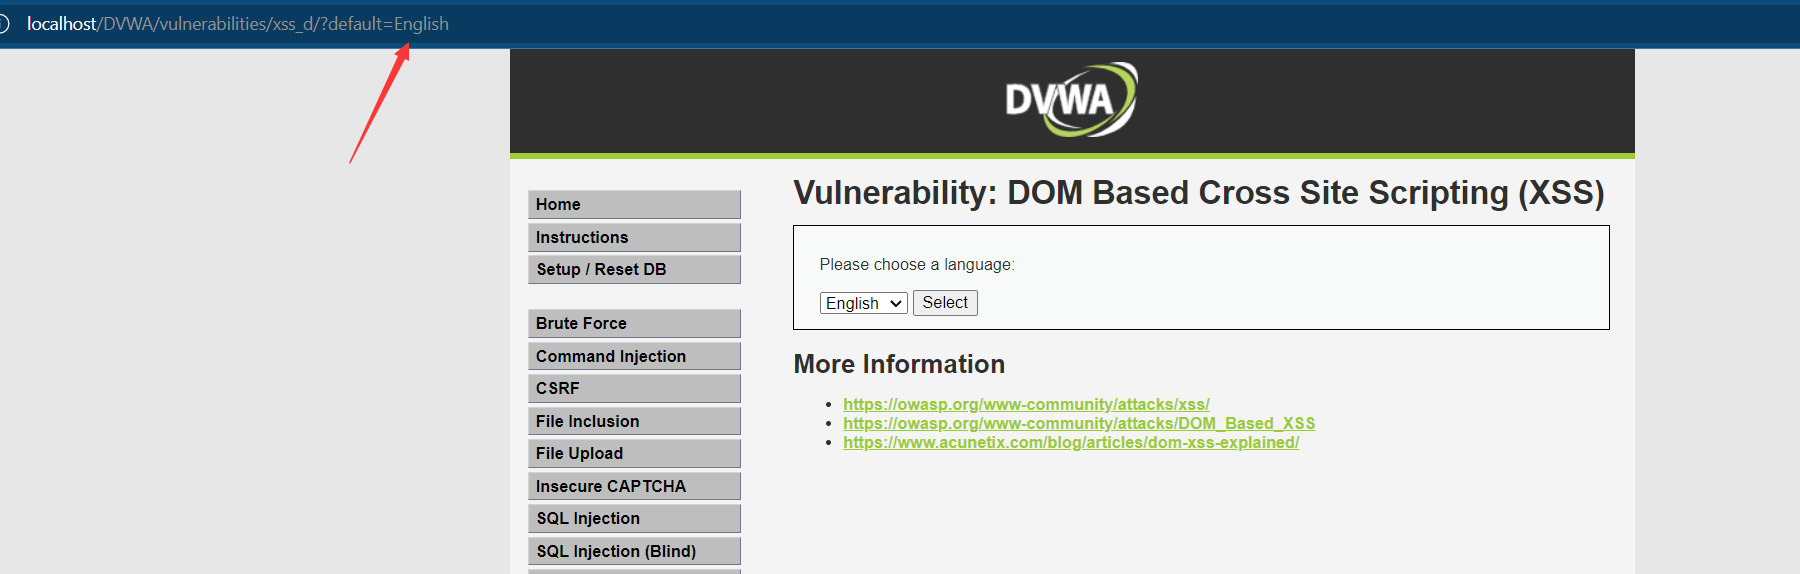 localhost/DVWA/vulnerabilities/xss_d/?default=English
DVWA
Vulnerability: DOM Based Cross Site Scripting (XSS)
Home
Instructions
Setup / Reset DB
Brute Force
Command Injection
CSRF
File Inclusion
File Upload
Insecure CAPTCHA
SQL Injection
SQL Injection (Blind)
Please choose a language:
English Select
More Information
https://owasp.org/www-community/attacks/xss/
https://owasp.org/www-community/attacks/DOM_Based_XSS
https://www.acunetix.com/blog/articles/dom-xss-explained/